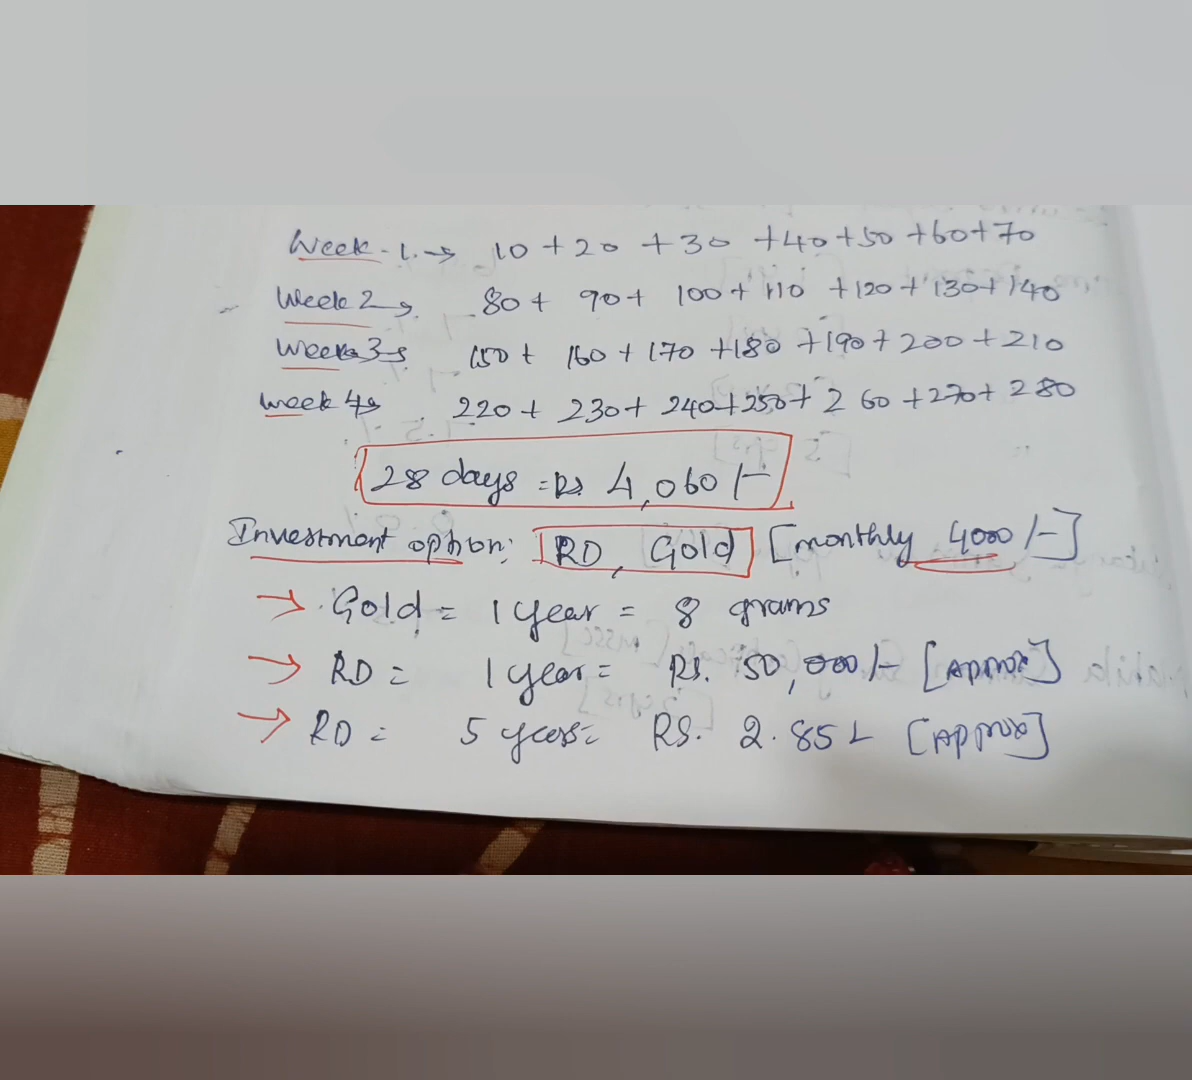 Week-1.→ 10 + 20 + 30 + 40 + 50 + 60 + 70
Week 2→ 80 + 90 + 100 + 110 + 120 + 130 + 140
Week 3→ 150 + 160 + 170 + 180 + 190 + 200 + 210
Week 4→ 220 + 230 + 240 + 250 + 260 + 270 + 280
28 days = Rs. 4,060/-
Investment option: RD, Gold [monthly 4000/-]
→ Gold = 1 year = 8 grams
→ RD = 1 year = Rs. 50,000/- [Approx]
→ RD = 5 years = RS. 2.85 L [Approx]